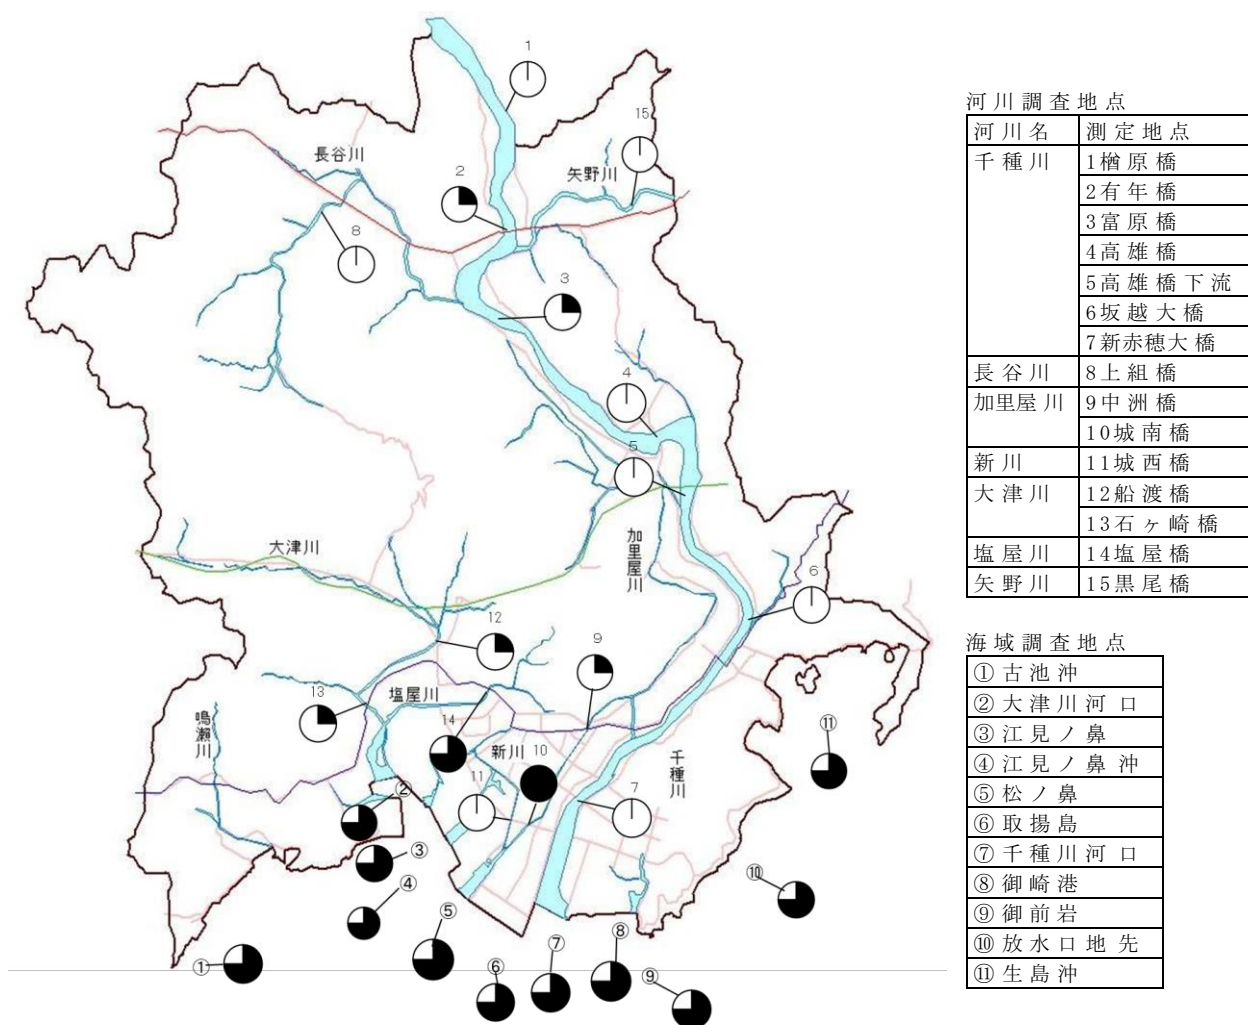 1
15
長谷川
矢野川
2
8
3
4
5
加里屋川
大津川
6
12
9
13
塩屋川
鳴瀬川
14
新川
10
11
千種川
7
⑪
②
③
④
⑩
⑤
①
⑥
⑦
⑧
⑨
河川調査地点
河川名 測定地点
千種川 1楢原橋
2有年橋
3富原橋
4高雄橋
5高雄橋下流
6坂越大橋
7新赤穂大橋
長谷川 8上組橋
加里屋川 9中洲橋
10城南橋
新川 11城西橋
大津川 12船渡橋
13石ヶ崎橋
塩屋川 14塩屋橋
矢野川 15黒尾橋
海域調査地点
①古池沖
②大津川河口
③江見ノ鼻
④江見ノ鼻沖
⑤松ノ鼻
⑥取揚島
⑦千種川河口
⑧御崎港
⑨御前岩
⑩放水口地先
⑪生島沖